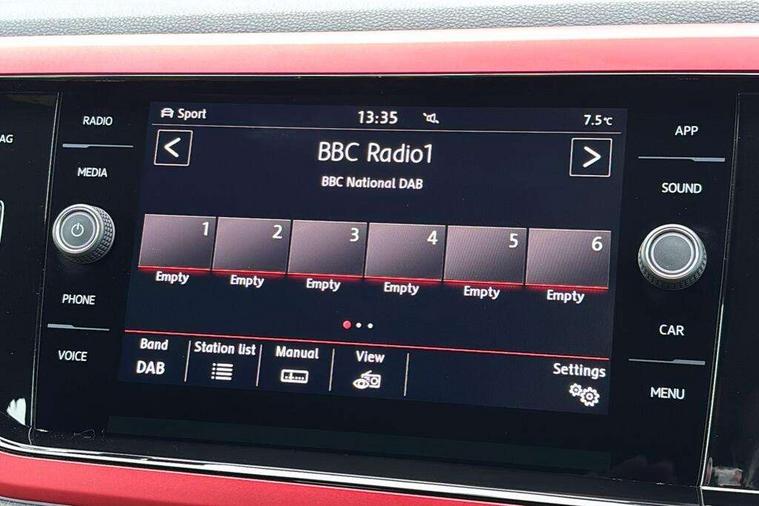 AG
RADIO
MEDIA
PHONE
VOICE
Sport 13:35 7.5°C
< BBC Radio1 >
BBC National DAB
1 2 3 4 5 6
Empty Empty Empty Empty Empty Empty
Band Station list Manual View Settings
DAB
APP
SOUND
CAR
MENU